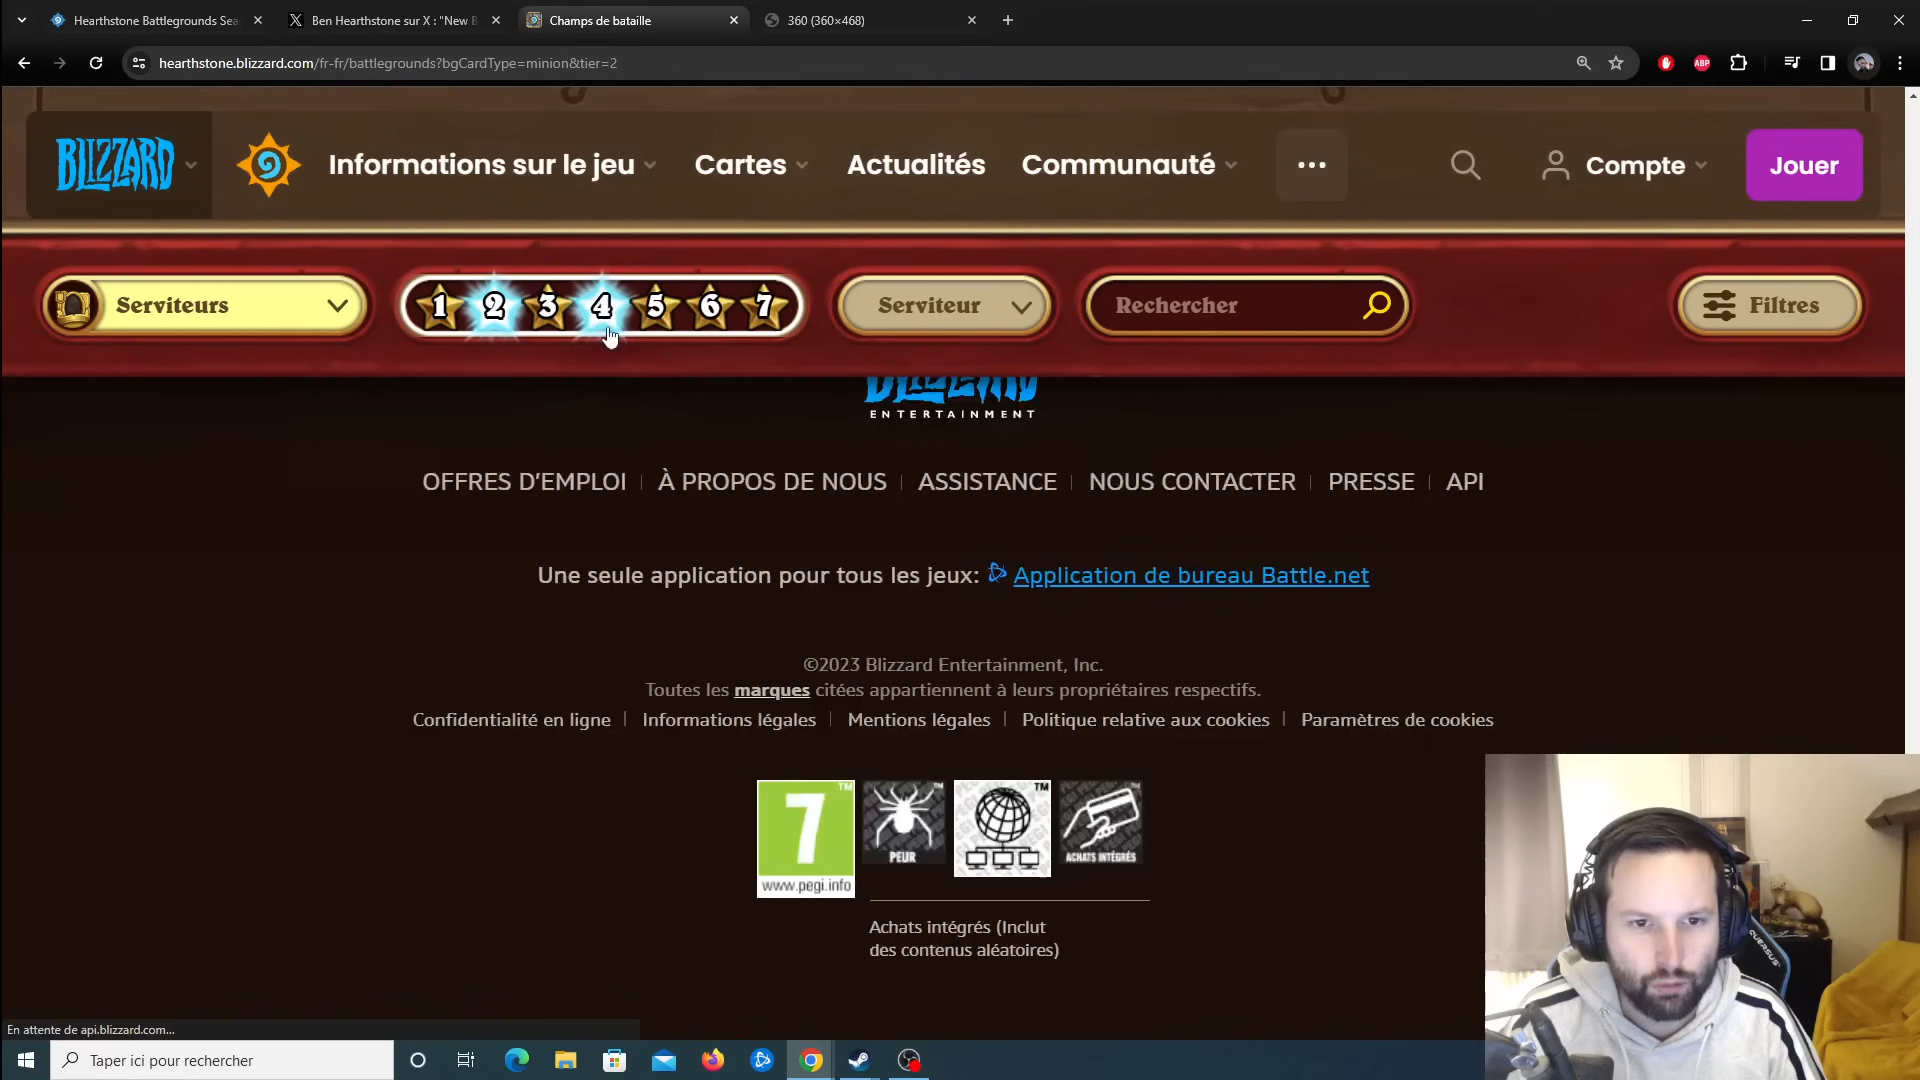 Hearthstone Battlegrounds Sea
Ben Hearthstone sur X : "New B
Champs de bataille
360 (360×468)
hearthstone.blizzard.com/fr-fr/battlegrounds?bgCardType=minion&tier=2
ABP
BLIZZARD
Informations sur le jeu
Cartes
Actualités
Communauté
Compte
Jouer
Serviteurs
1 2 3 4 5 6 7
Serviteur
Rechercher
Filtres
BLIZZARD
ENTERTAINMENT
OFFRES D'EMPLOI
À PROPOS DE NOUS
ASSISTANCE
NOUS CONTACTER
PRESSE
API
Une seule application pour tous les jeux: Application de bureau Battle.net
©2023 Blizzard Entertainment, Inc.
Toutes les marques citées appartiennent à leurs propriétaires respectifs.
Confidentialité en ligne
Informations légales
Mentions légales
Politique relative aux cookies
Paramètres de cookies
7
www.pegi.info
PEUR
ACHATS INTÉGRÉS
Achats intégrés (Inclut
des contenus aléatoires)
QUERSUS
En attente de api.blizzard.com...
Taper ici pour rechercher